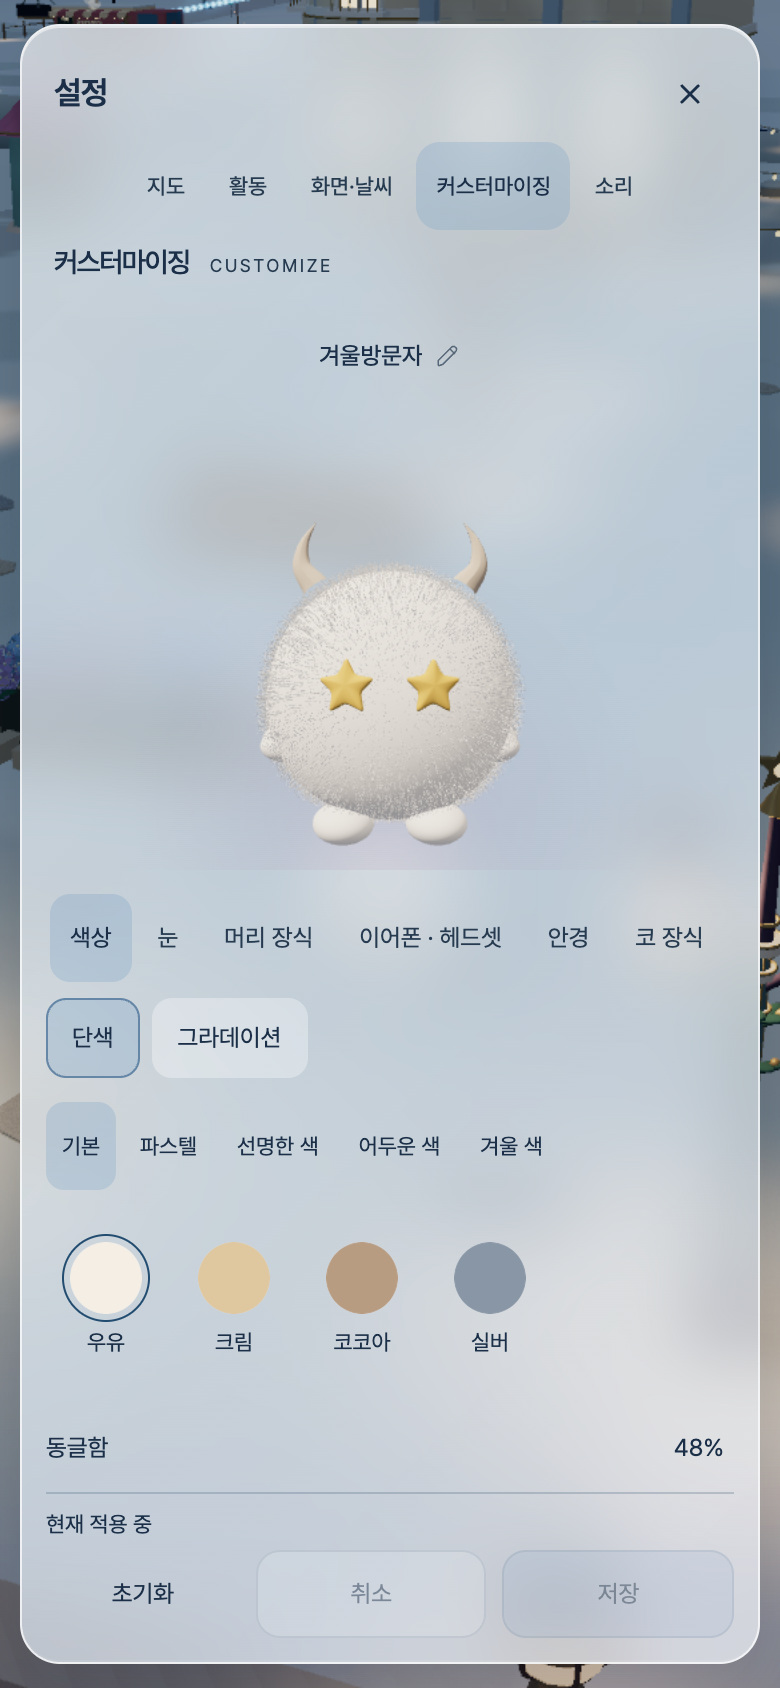 설정
지도 활동 화면·날씨 커스터마이징 소리
커스터마이징 CUSTOMIZE
겨울방문자
색상 눈 머리 장식 이어폰 · 헤드셋 안경 코 장식
단색 그라데이션
기본 파스텔 선명한 색 어두운 색 겨울 색
우유 크림 코코아 실버
동글함 48%
현재 적용 중
초기화 취소 저장